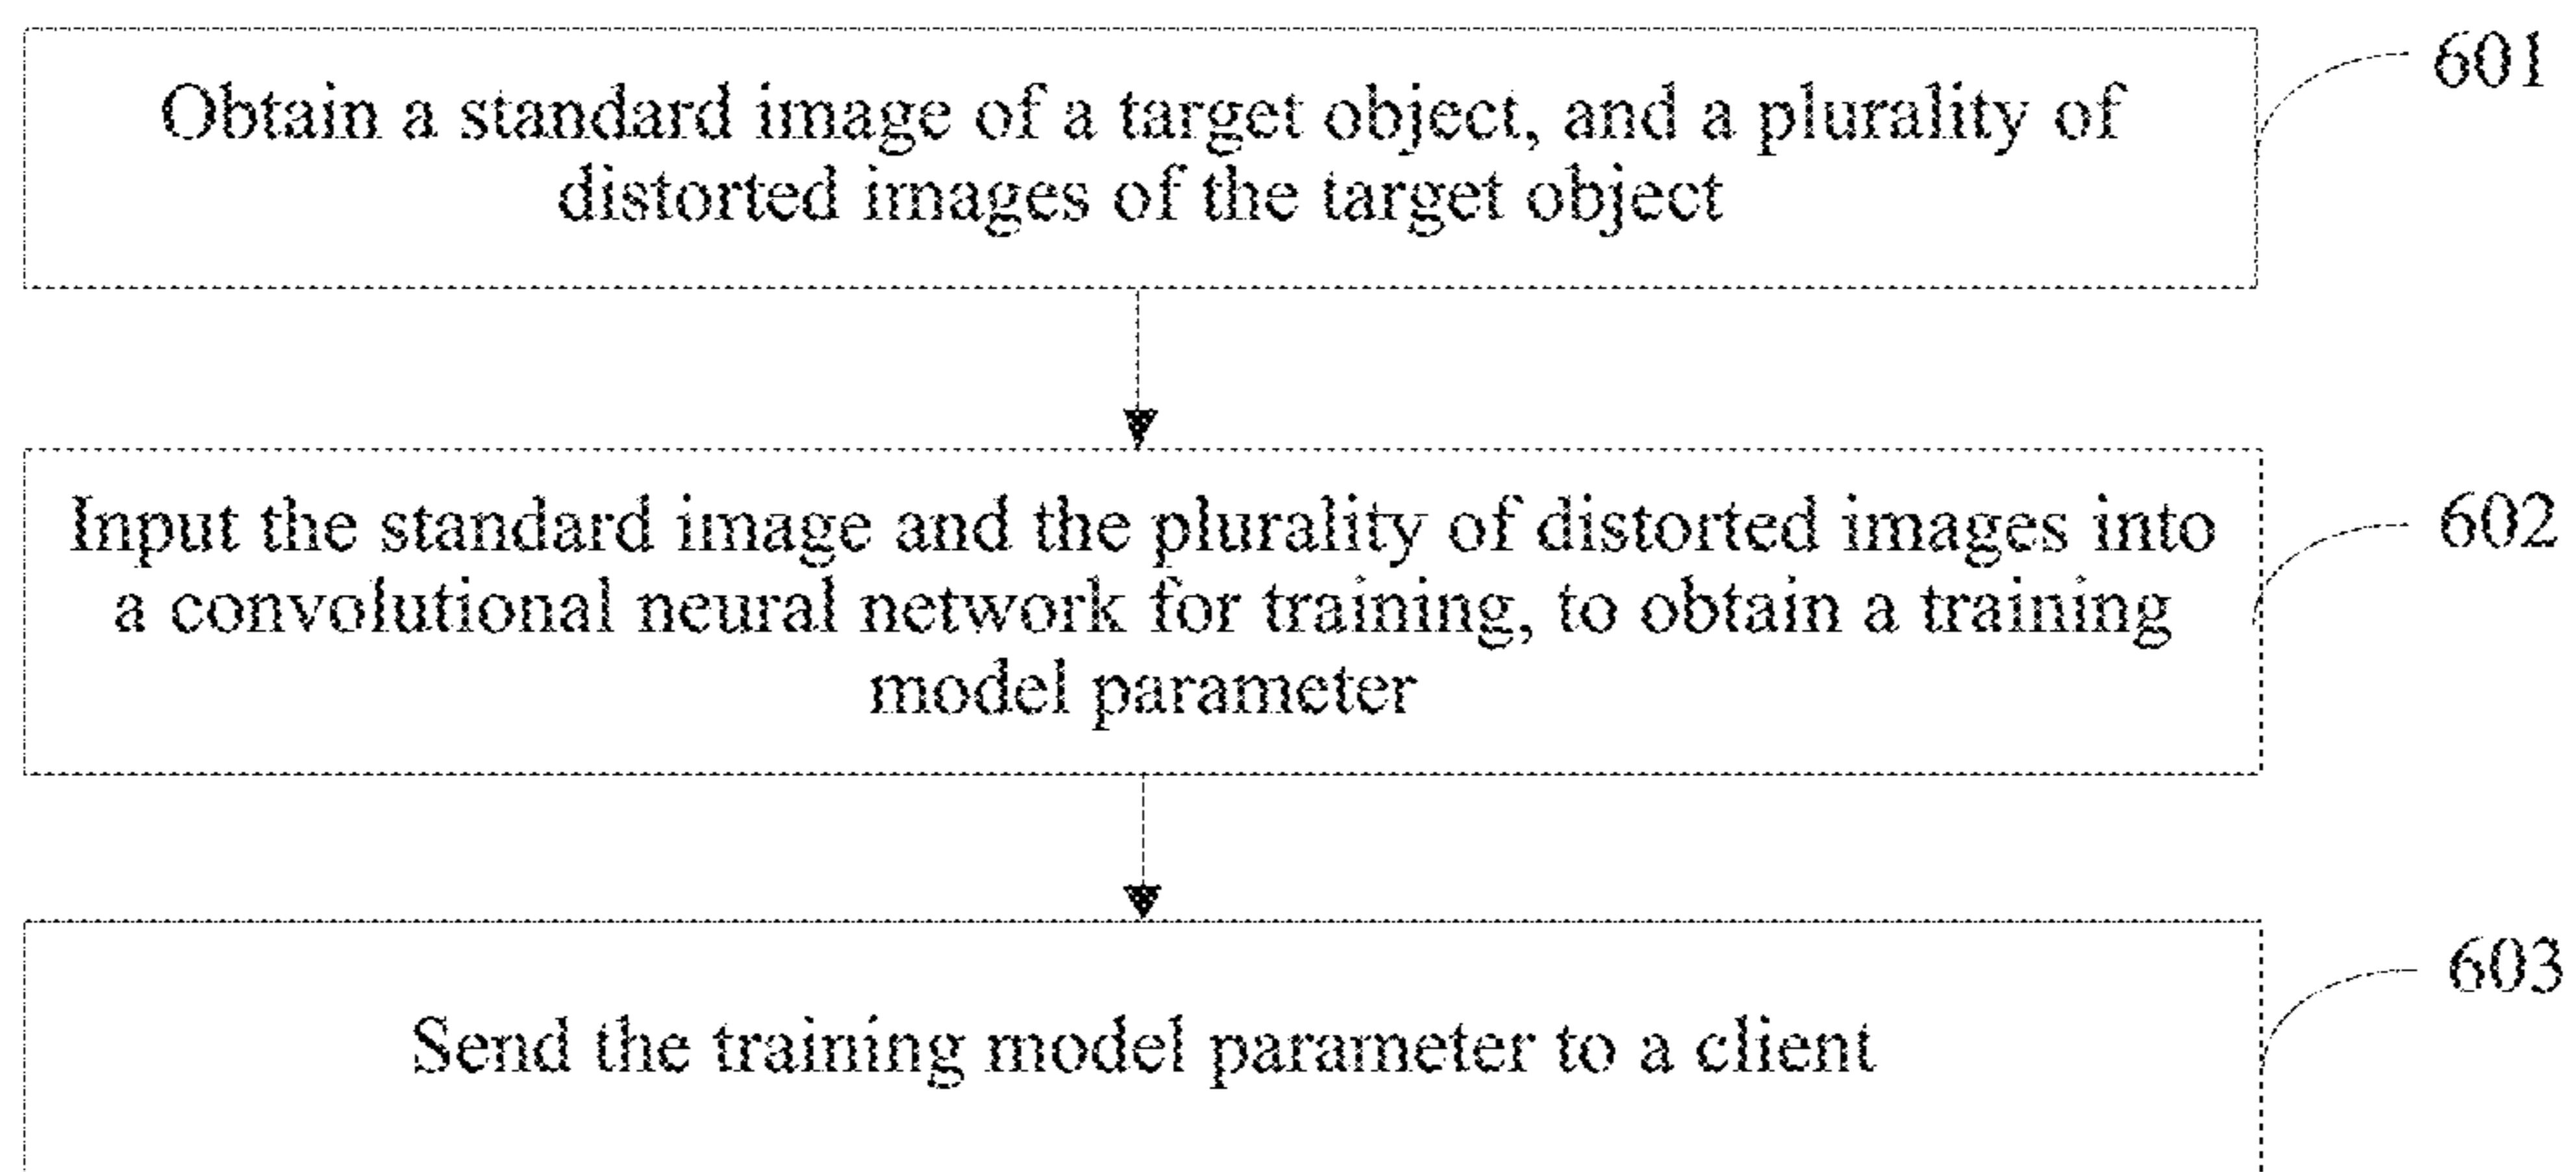 Obtain a standard image of a target object, and a plurality of
distorted images of the target object
601
Input the standard image and the plurality of distorted images into
a convolutional neural network for training, to obtain a training
model parameter
602
Send the training model parameter to a client
603